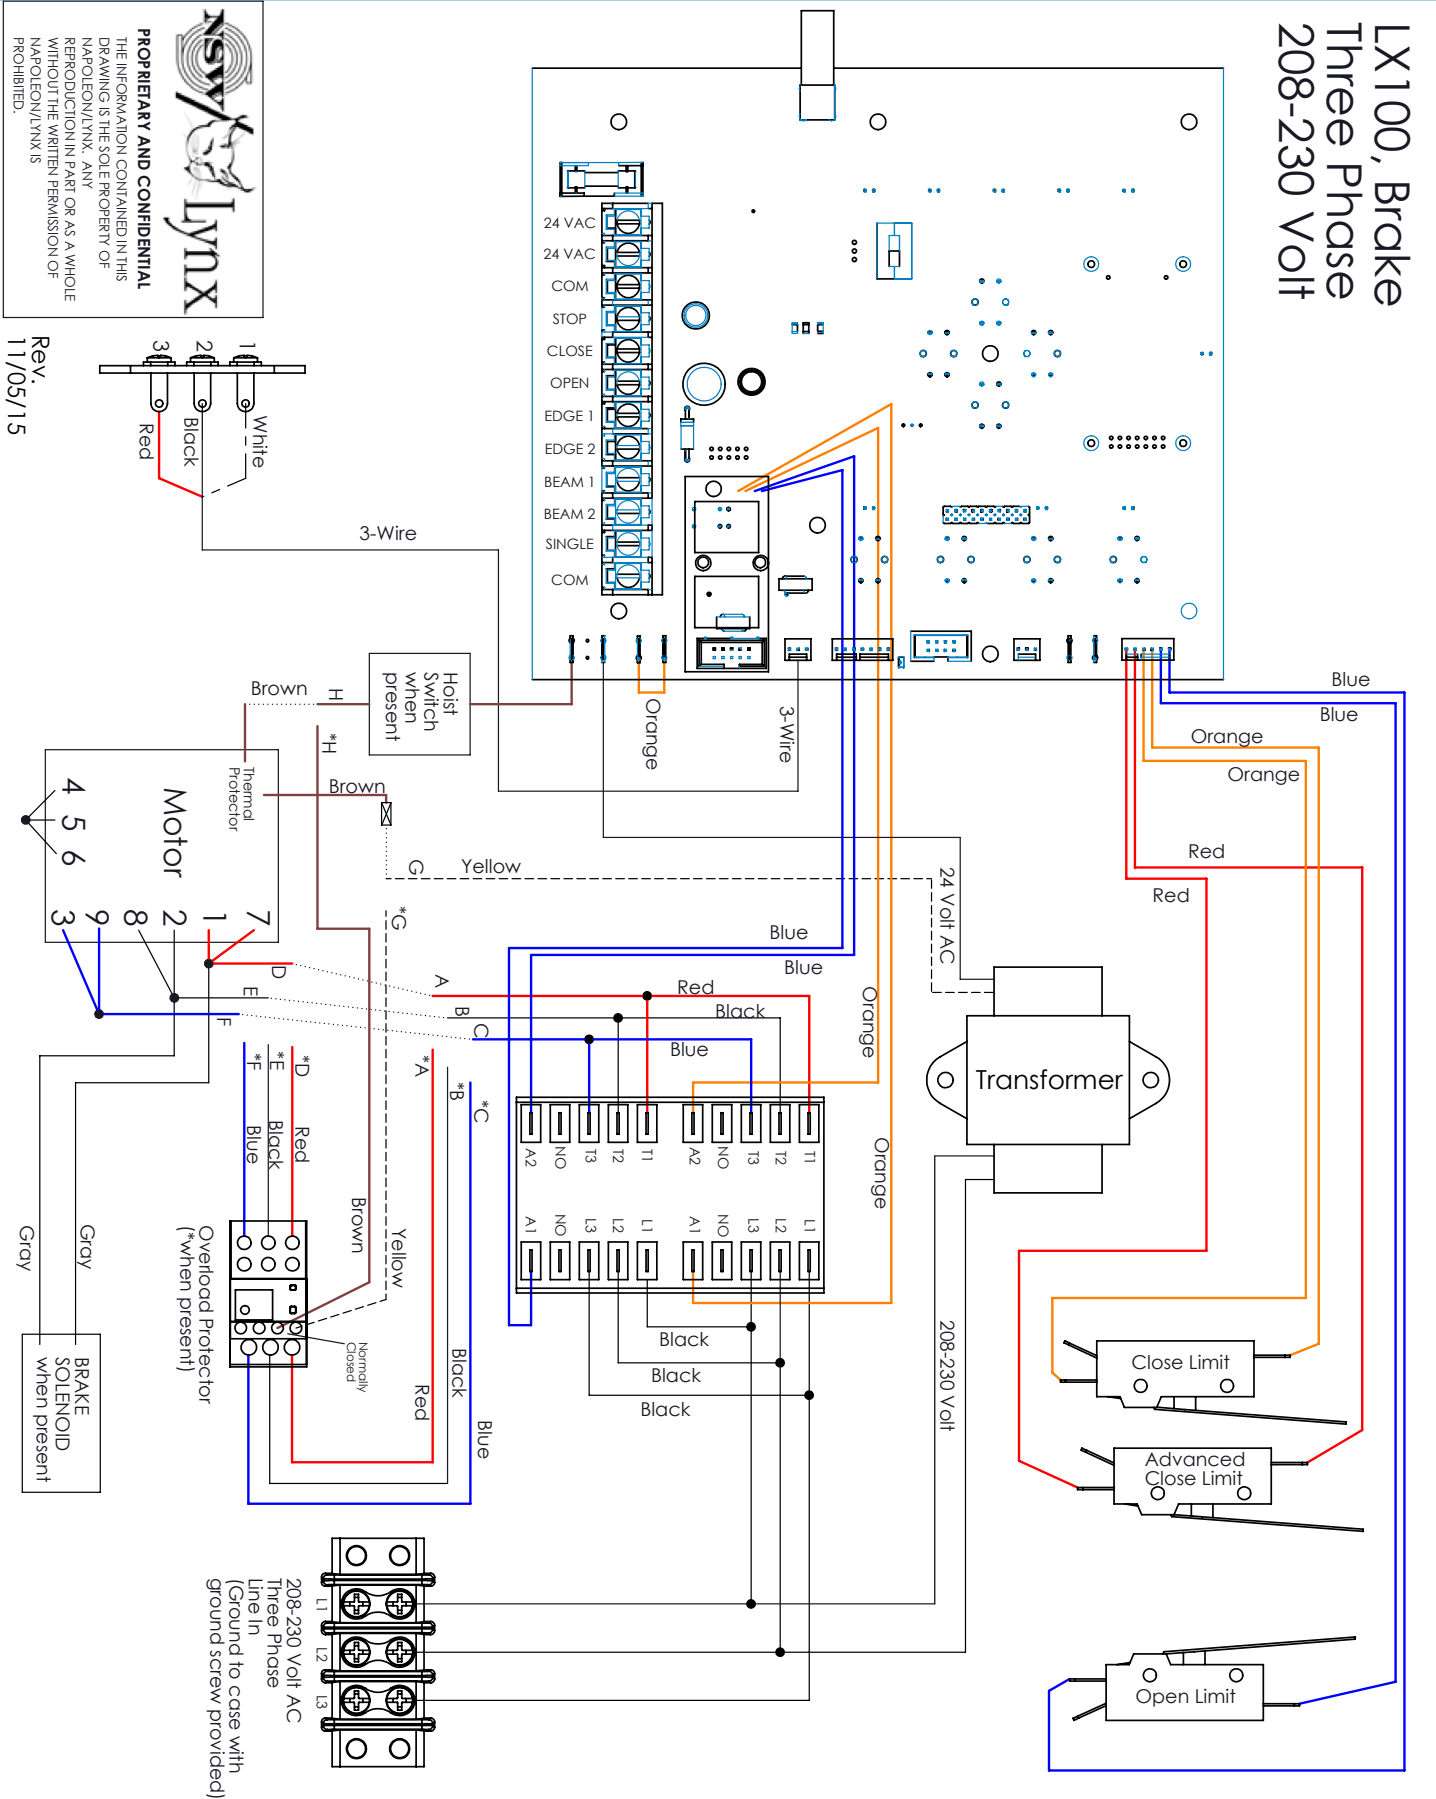 LX100, Brake
Three Phase
208-230 Volt
NSW Lynx
PROPRIETARY AND CONFIDENTIAL
THE INFORMATION CONTAINED IN THIS
DRAWING IS THE SOLE PROPERTY OF
NAPOLEON/LYNX. ANY
REPRODUCTION IN PART OR AS A WHOLE
WITHOUT THE WRITTEN PERMISSION OF
NAPOLEON/LYNX IS
PROHIBITED.
Rev.
11/05/15
1
2
3
White
Black
Red
3-Wire
24 VAC
24 VAC
COM
STOP
CLOSE
OPEN
EDGE 1
EDGE 2
BEAM 1
BEAM 2
SINGLE
COM
Hoist
Switch
when
present
Brown
H
*H
Orange
3-Wire
Blue
Blue
Orange
Orange
Red
Red
Thermal
Protector
Brown
Motor
4
5
6
7
1
2
8
9
3
G
Yellow
*G
24 Volt AC
Blue
Blue
D
E
F
A
B
C
Red
Black
Blue
Orange
Orange
Transformer
*D
*E
*F
*A
*B
*C
Red
Black
Blue
A2
NO
T3
T2
T1
A2
NO
T3
T2
T1
A1
NO
L3
L2
L1
A1
NO
L3
L2
L1
Brown
Yellow
Gray
Gray
Overload Protector
(*when present)
Normally
Closed
Black
Black
Black
Red
Black
Blue
208-230 Volt
BRAKE
SOLENOID
when present
Close Limit
Advanced
Close Limit
Open Limit
L1
L2
L3
208-230 Volt AC
Three Phase
Line In
(Ground to case with
ground screw provided)